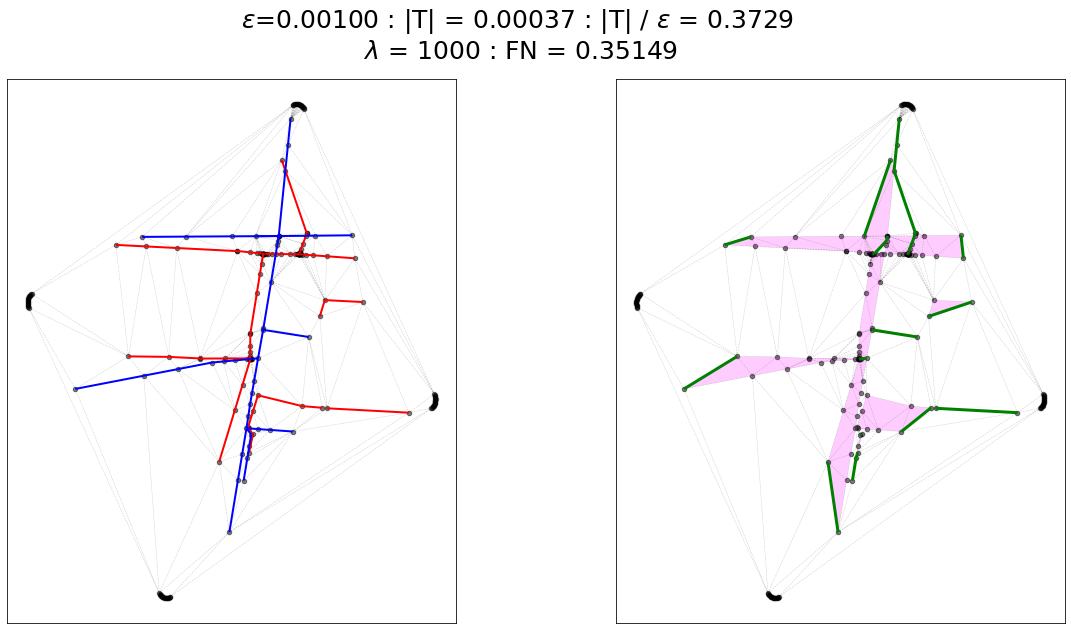 ε=0.00100 : |T| = 0.00037 : |T| / ε = 0.3729
λ = 1000 : FN = 0.35149